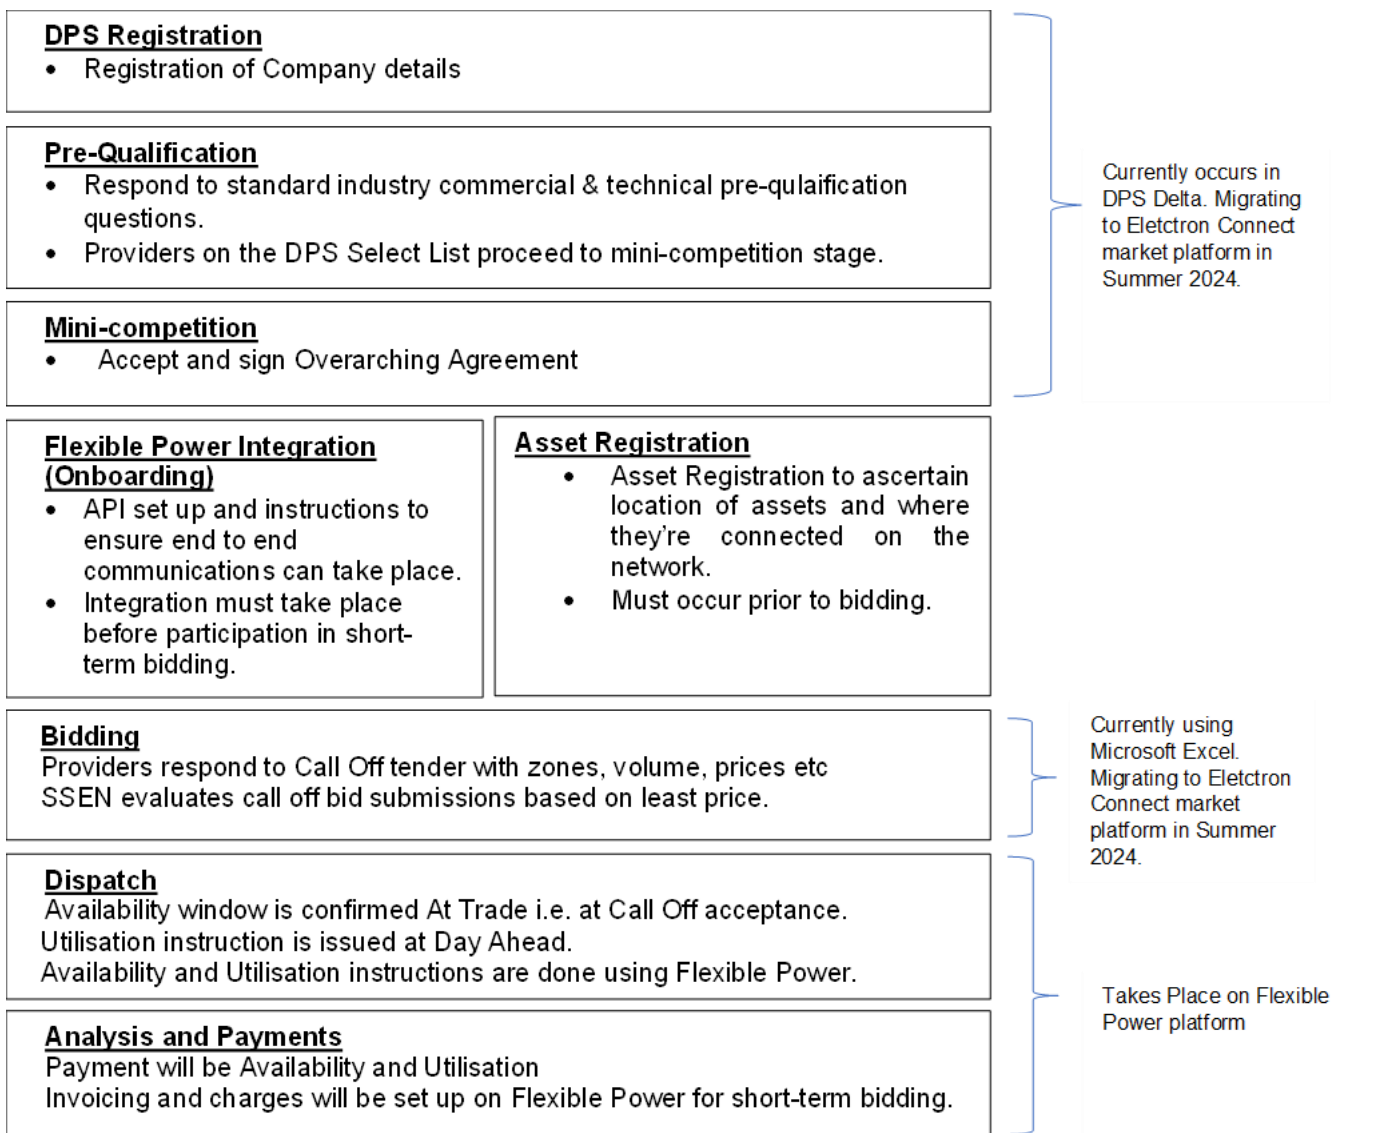 DPS Registration
• Registration of Company details
Pre-Qualification
• Respond to standard industry commercial & technical pre-qulaification
questions.
• Providers on the DPS Select List proceed to mini-competition stage.
Mini-competition
• Accept and sign Overarching Agreement
Currently occurs in
DPS Delta. Migrating
to Eletctron Connect
market platform in
Summer 2024.
Flexible Power Integration
(Onboarding)
• API set up and instructions to
ensure end to end
communications can take place.
• Integration must take place
before participation in short-
term bidding.
Asset Registration
• Asset Registration to ascertain
location of assets and where
they're connected on the
network.
• Must occur prior to bidding.
Bidding
Providers respond to Call Off tender with zones, volume, prices etc
SSEN evaluates call off bid submissions based on least price.
Currently using
Microsoft Excel.
Migrating to Eletctron
Connect market
platform in Summer
2024.
Dispatch
Availability window is confirmed At Trade i.e. at Call Off acceptance.
Utilisation instruction is issued at Day Ahead.
Availability and Utilisation instructions are done using Flexible Power.
Analysis and Payments
Payment will be Availability and Utilisation
Invoicing and charges will be set up on Flexible Power for short-term bidding.
Takes Place on Flexible
Power platform